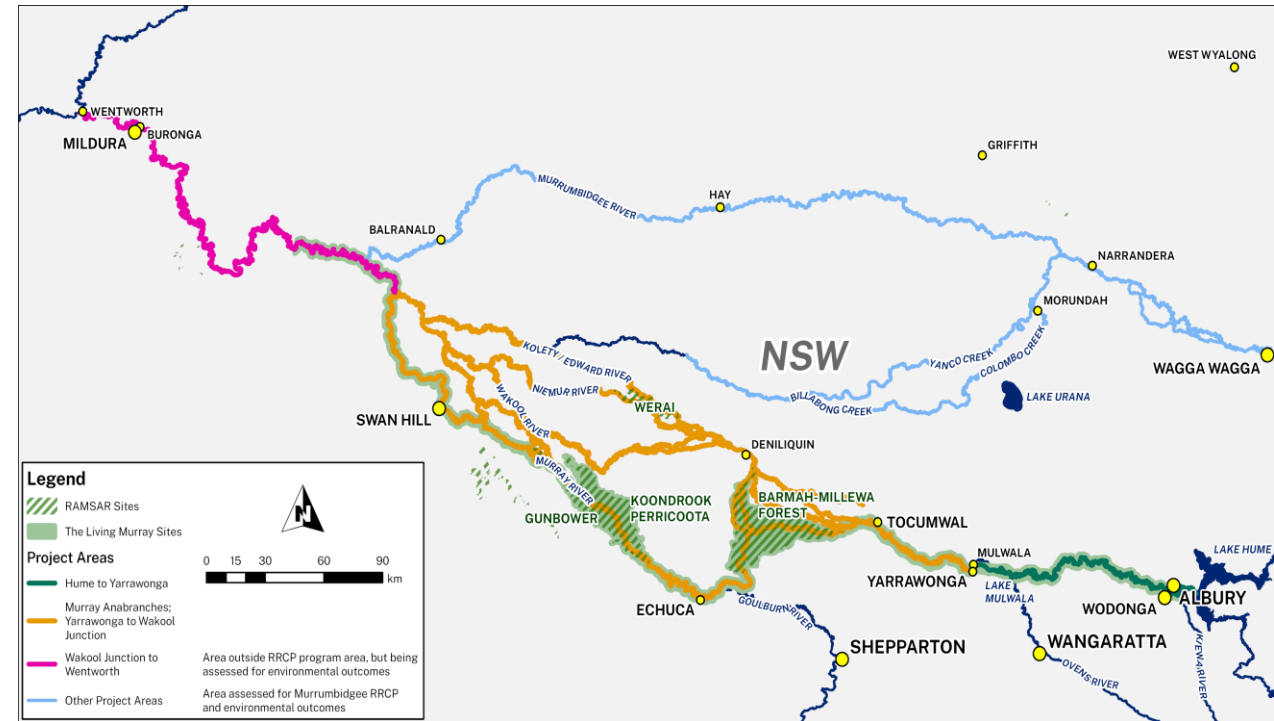 WEST WYALONG
WENTWORTH
BURONGA
MILDURA
GRIFFITH
MURRUMBIDGEE RIVER
HAY
BALRANALD
NARRANDERA
MORUNDAH
KOLETY / EDWARD RIVER
NSW
YANCO CREEK
COLOMBO CREEK
WAGGA WAGGA
NIEMUR RIVER
WAKOOL RIVER
WERAI
BILLABONG CREEK
LAKE URANA
SWAN HILL
DENILIQUIN
MURRAY RIVER
KOONDROOK
PERRICOOTA
BARMAH-MILLEWA
FOREST
GUNBOWER
TOCUMWAL
MULWALA
LAKE HUME
YARRAWONGA
LAKE
MULWALA
ALBURY
WODONGA
ECHUCA
GOULBURN RIVER
SHEPPARTON
WANGARATTA
OVENS RIVER
KIEWA RIVER
Legend
RAMSAR Sites
The Living Murray Sites
Project Areas
Hume to Yarrawonga
Murray Anabranches;
Yarrawonga to Wakool
Junction
Wakool Junction to
Wentworth
Area outside RRCP program area, but being
assessed for environmental outcomes
Other Project Areas
Area assessed for Murrumbidgee RRCP
and environmental outcomes
N
0 15 30 60 90
km